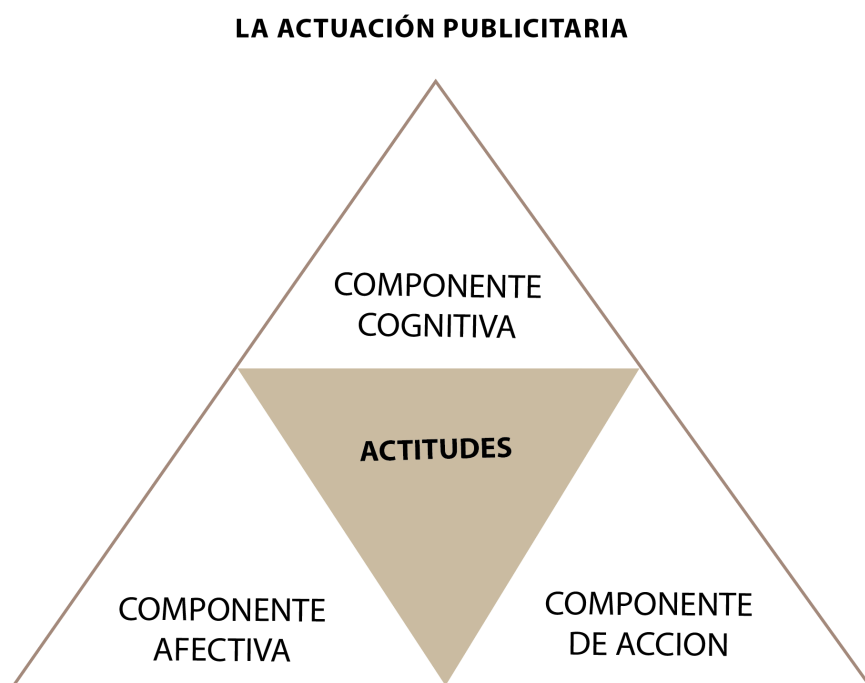 LA ACTUACIÓN PUBLICITARIA
COMPONENTE
COGNITIVA
ACTITUDES
COMPONENTE
AFECTIVA
COMPONENTE
DE ACCION